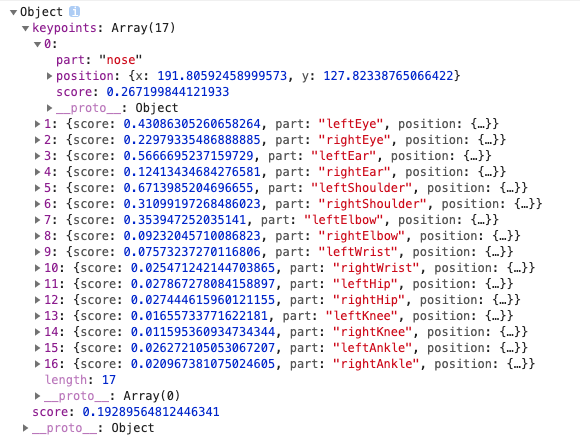 ▼Object i
▼keypoints: Array(17)
▼0:
part: "nose"
▶position: {x: 191.80592458999573, y: 127.82338765066422}
score: 0.267199844121933
▶__proto__: Object
▶1: {score: 0.43086305260658264, part: "leftEye", position: {…}}
▶2: {score: 0.22979335486888885, part: "rightEye", position: {…}}
▶3: {score: 0.5666695237159729, part: "leftEar", position: {…}}
▶4: {score: 0.12413434684276581, part: "rightEar", position: {…}}
▶5: {score: 0.6713985204696655, part: "leftShoulder", position: {…}}
▶6: {score: 0.31099197268486023, part: "rightShoulder", position: {…}}
▶7: {score: 0.353947252035141, part: "leftElbow", position: {…}}
▶8: {score: 0.09232045710086823, part: "rightElbow", position: {…}}
▶9: {score: 0.07573237270116806, part: "leftWrist", position: {…}}
▶10: {score: 0.025471242144703865, part: "rightWrist", position: {…}}
▶11: {score: 0.027867278084158897, part: "leftHip", position: {…}}
▶12: {score: 0.027444615960121155, part: "rightHip", position: {…}}
▶13: {score: 0.01655733771622181, part: "leftKnee", position: {…}}
▶14: {score: 0.011595360934734344, part: "rightKnee", position: {…}}
▶15: {score: 0.026272105053067207, part: "leftAnkle", position: {…}}
▶16: {score: 0.020967381075024605, part: "rightAnkle", position: {…}}
length: 17
▶__proto__: Array(0)
score: 0.19289564812446341
▶__proto__: Object